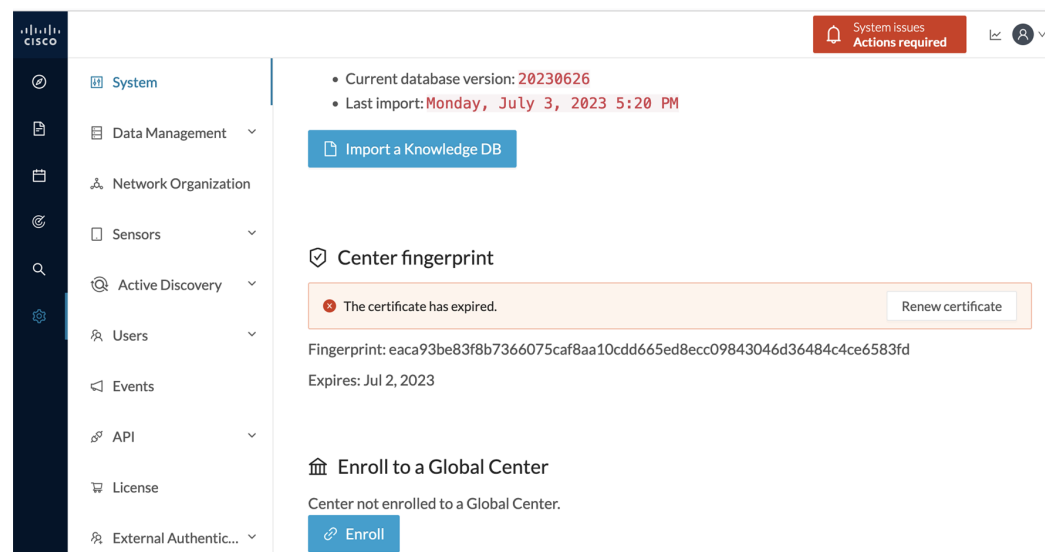 CISCO
System issues
Actions required
System
Data Management
Network Organization
Sensors
Active Discovery
Users
Events
API
License
External Authentic...
• Current database version: 20230626
• Last import: Monday, July 3, 2023 5:20 PM
Import a Knowledge DB
Center fingerprint
The certificate has expired.
Renew certificate
Fingerprint: eaca93be83f8b7366075caf8aa10cdd665ed8ecc09843046d36484c4ce6583fd
Expires: Jul 2, 2023
Enroll to a Global Center
Center not enrolled to a Global Center.
Enroll